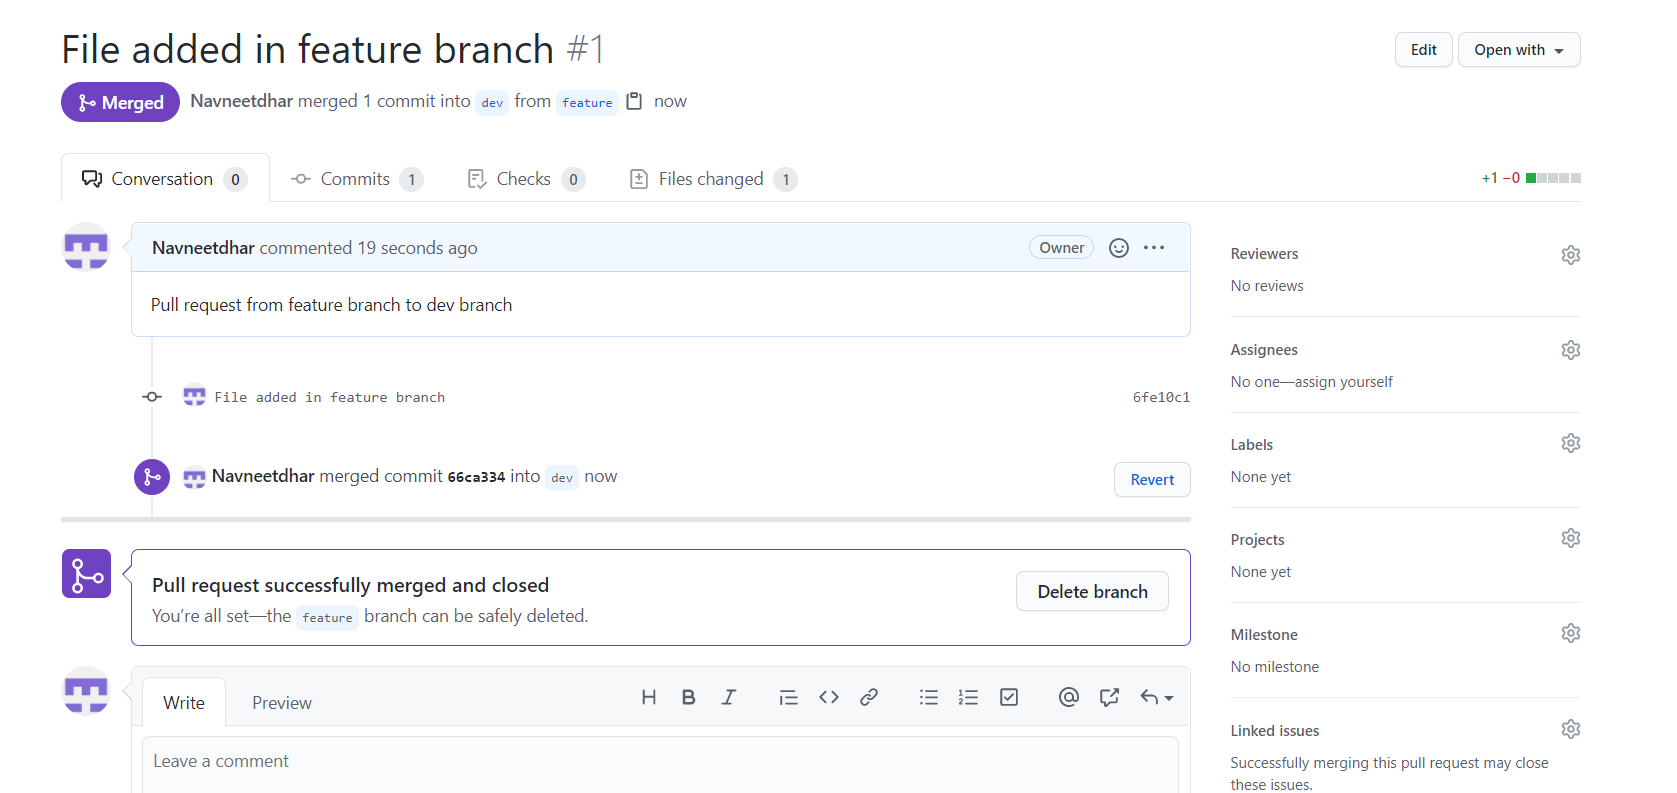 File added in feature branch #1
Edit
Open with
Merged
Navneetdhar merged 1 commit into dev from feature now
Conversation 0
Commits 1
Checks 0
Files changed 1
+1 −0
Navneetdhar commented 19 seconds ago
Owner
Pull request from feature branch to dev branch
File added in feature branch
6fe10c1
Navneetdhar merged commit 66ca334 into dev now
Revert
Pull request successfully merged and closed
You’re all set—the feature branch can be safely deleted.
Delete branch
Write
Preview
Leave a comment
Reviewers
No reviews
Assignees
No one—assign yourself
Labels
None yet
Projects
None yet
Milestone
No milestone
Linked issues
Successfully merging this pull request may close
these issues.